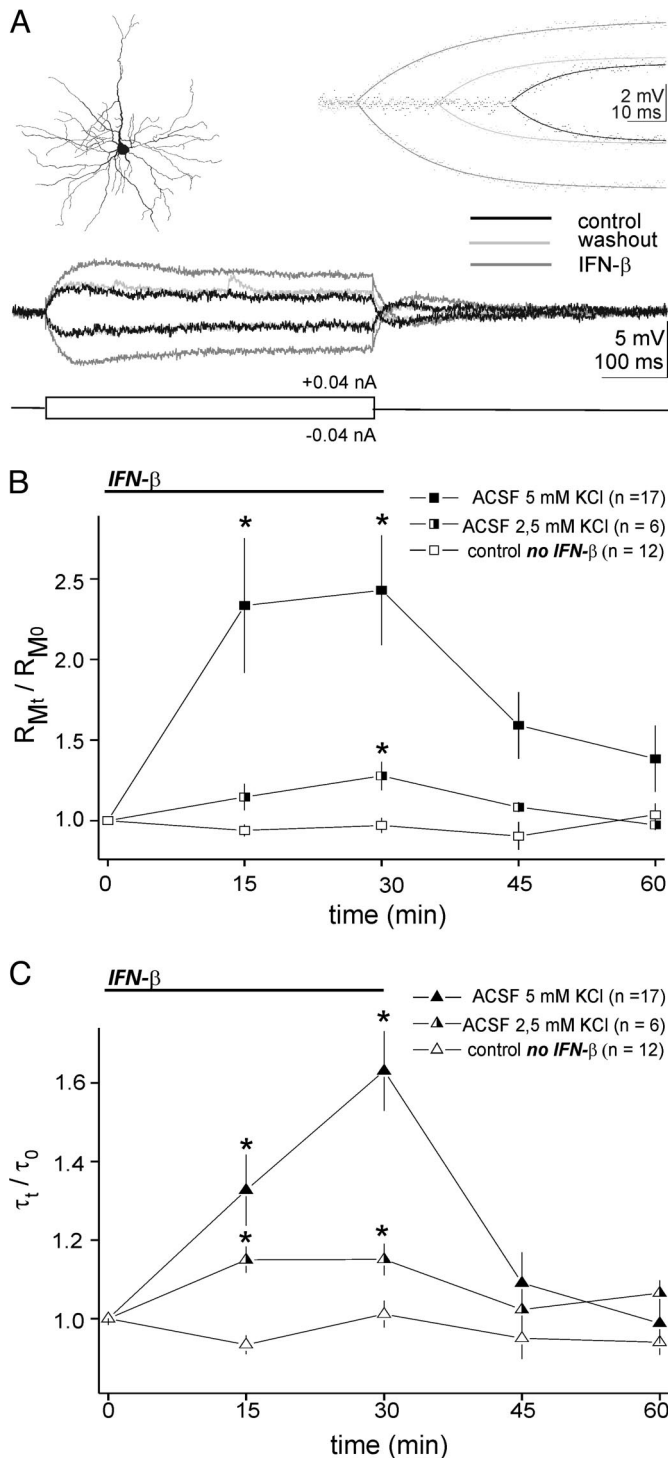 A
2 mV
10 ms
control
washout
IFN-β
5 mV
100 ms
+0.04 nA
-0.04 nA
B
IFN-β
ACSF 5 mM KCl (n =17)
ACSF 2,5 mM KCl (n = 6)
control no IFN-β (n = 12)
* *
*
2.5
2.0
1.5
1.0
RMt / RM0
0 15 30 45 60
time (min)
C
IFN-β
ACSF 5 mM KCl (n =17)
ACSF 2,5 mM KCl (n = 6)
control no IFN-β (n = 12)
*
*
* *
1.6
1.4
1.2
1.0
τt / τ0
0 15 30 45 60
time (min)